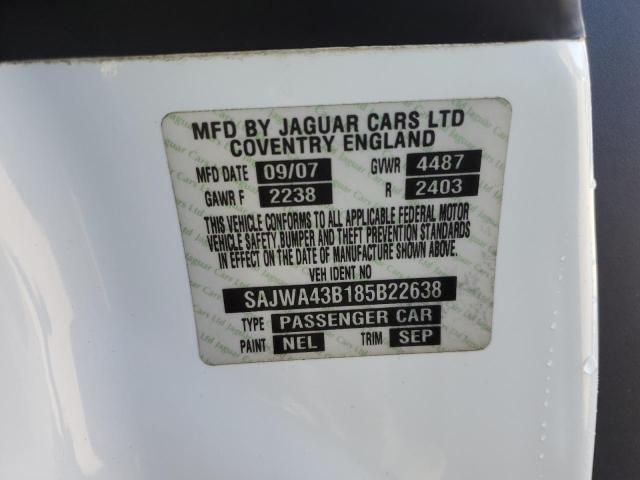 MFD BY JAGUAR CARS LTD
COVENTRY ENGLAND
MFD DATE 09/07 GVWR 4487
GAWR F 2238 R 2403
THIS VEHICLE CONFORMS TO ALL APPLICABLE FEDERAL MOTOR
VEHICLE SAFETY, BUMPER AND THEFT PREVENTION STANDARDS
IN EFFECT ON THE DATE OF MANUFACTURE SHOWN ABOVE.
VEH IDENT NO
SAJWA43B185B22638
TYPE PASSENGER CAR
PAINT NEL TRIM SEP